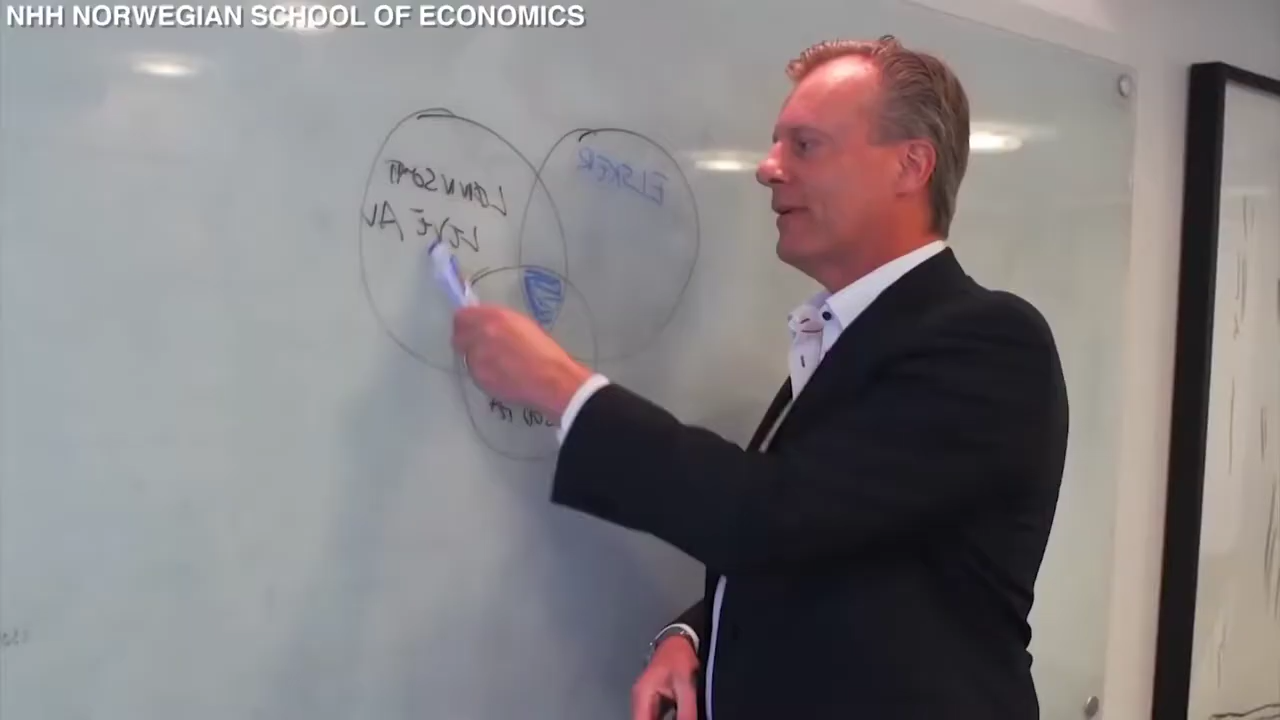 NHH NORWEGIAN SCHOOL OF ECONOMICS
ELSKER
LØNNSOMT
LEVE AV